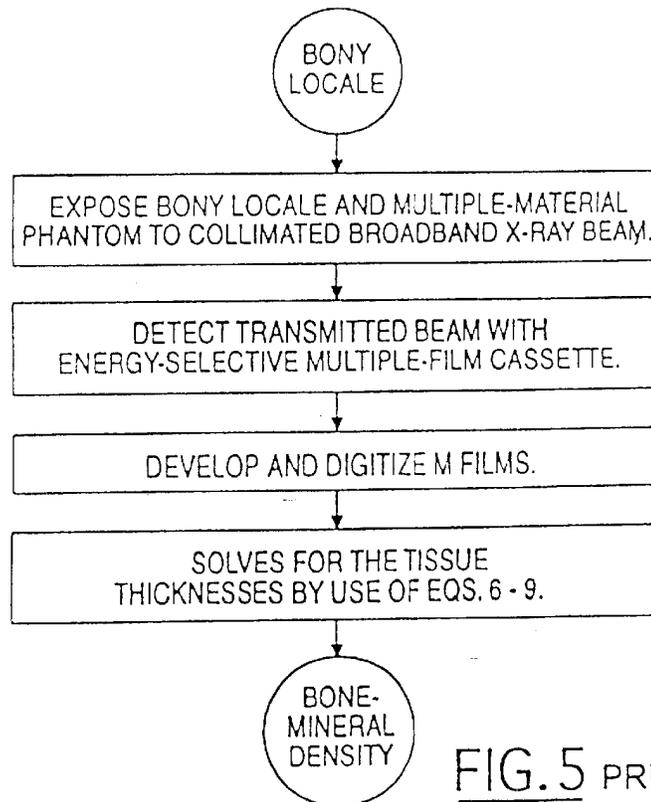 BONY
LOCALE
EXPOSE BONY LOCALE AND MULTIPLE-MATERIAL
PHANTOM TO COLLIMATED BROADBAND X-RAY BEAM.
DETECT TRANSMITTED BEAM WITH
ENERGY-SELECTIVE MULTIPLE-FILM CASSETTE.
DEVELOP AND DIGITIZE M FILMS.
SOLVES FOR THE TISSUE
THICKNESSES BY USE OF EQS. 6 - 9.
BONE-
MINERAL
DENSITY
FIG. 5